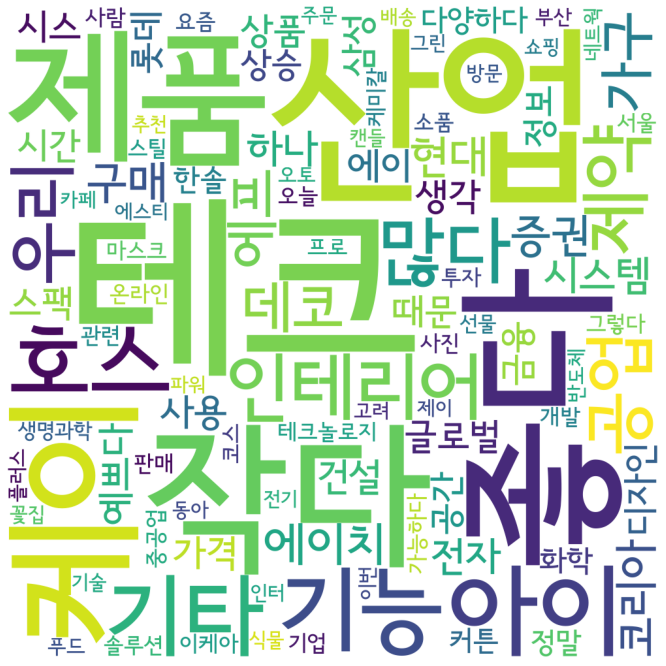 시스
사람
요즘
롯데
상품
상승
주문
삼성
배송
케미칼
다양하다
그린
부산
쇼핑
네트웍
가구
제품
산업
방문
정보
서울
시간
추천
스틸
하나
캔들
소품
현대
제약
우리
카페
구매
한솔
에스티
오토
오늘
에이
생각
에프
피
테크
마스크
프로
많다
투자
증권
시스템
스팩
온라인
데코
때문
선물
그렇다
호스
관련
파워
인테리어
사진
금융
반도체
공업
생명과학
사용
코스
고려
제이
테크놀로지
글로벌
개발
케이
플러스
예쁘다
판매
작다
건설
좋다
꽃집
중공업
동아
전기
가격
에이치
가능하다
공간
전자
화학
디자인
코리아
기타
기술
인터
이번
기능
아이
푸드
솔루션
이케아
식물
기업
커튼
정말